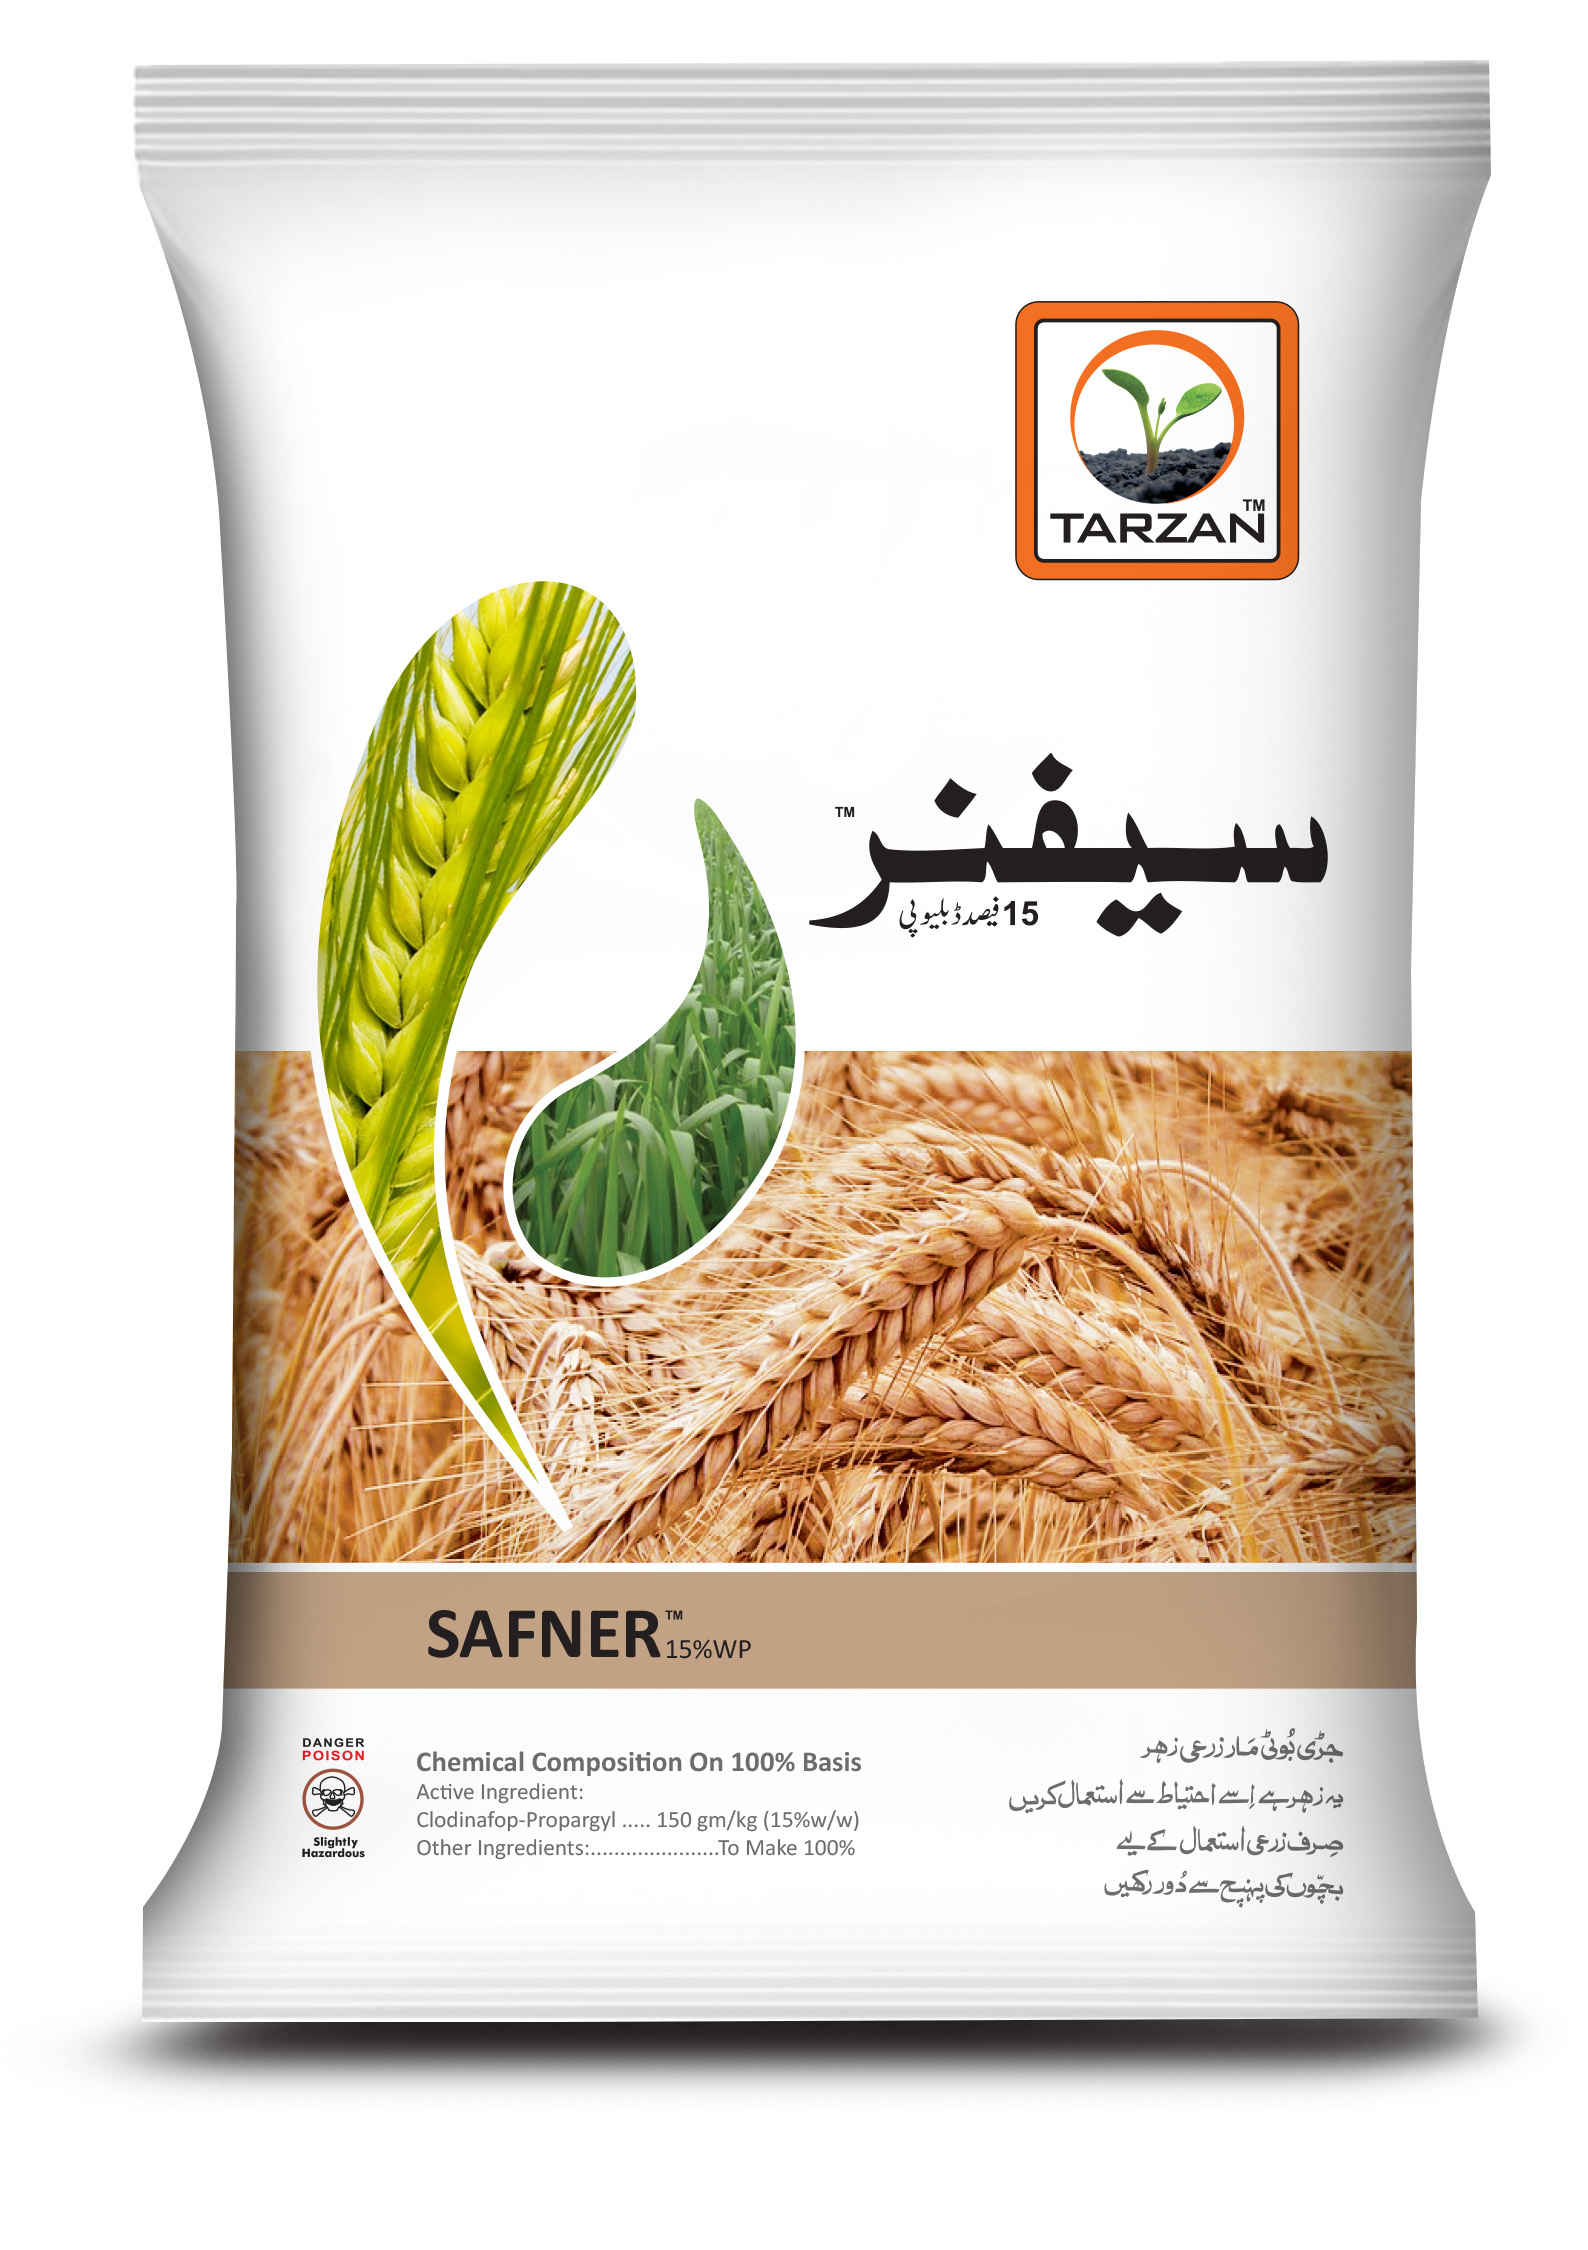 TARZAN™
سیفنر™
15 فیصد ڈبلیو پی
SAFNER™
15%WP
DANGER
POISON
Slightly
Hazardous
Chemical Composition On 100% Basis
Active Ingredient:
Clodinafop-Propargyl ..... 150 gm/kg (15%w/w)
Other Ingredients:......................To Make 100%
جڑی بُوٹی مَار زرعی زہر
یہ زہر ہے اِسے احتیاط سے استعمال کریں
صِرف زرعی استعمال کے لیے
بچّوں کی پہنچ سے دُور رکھیں